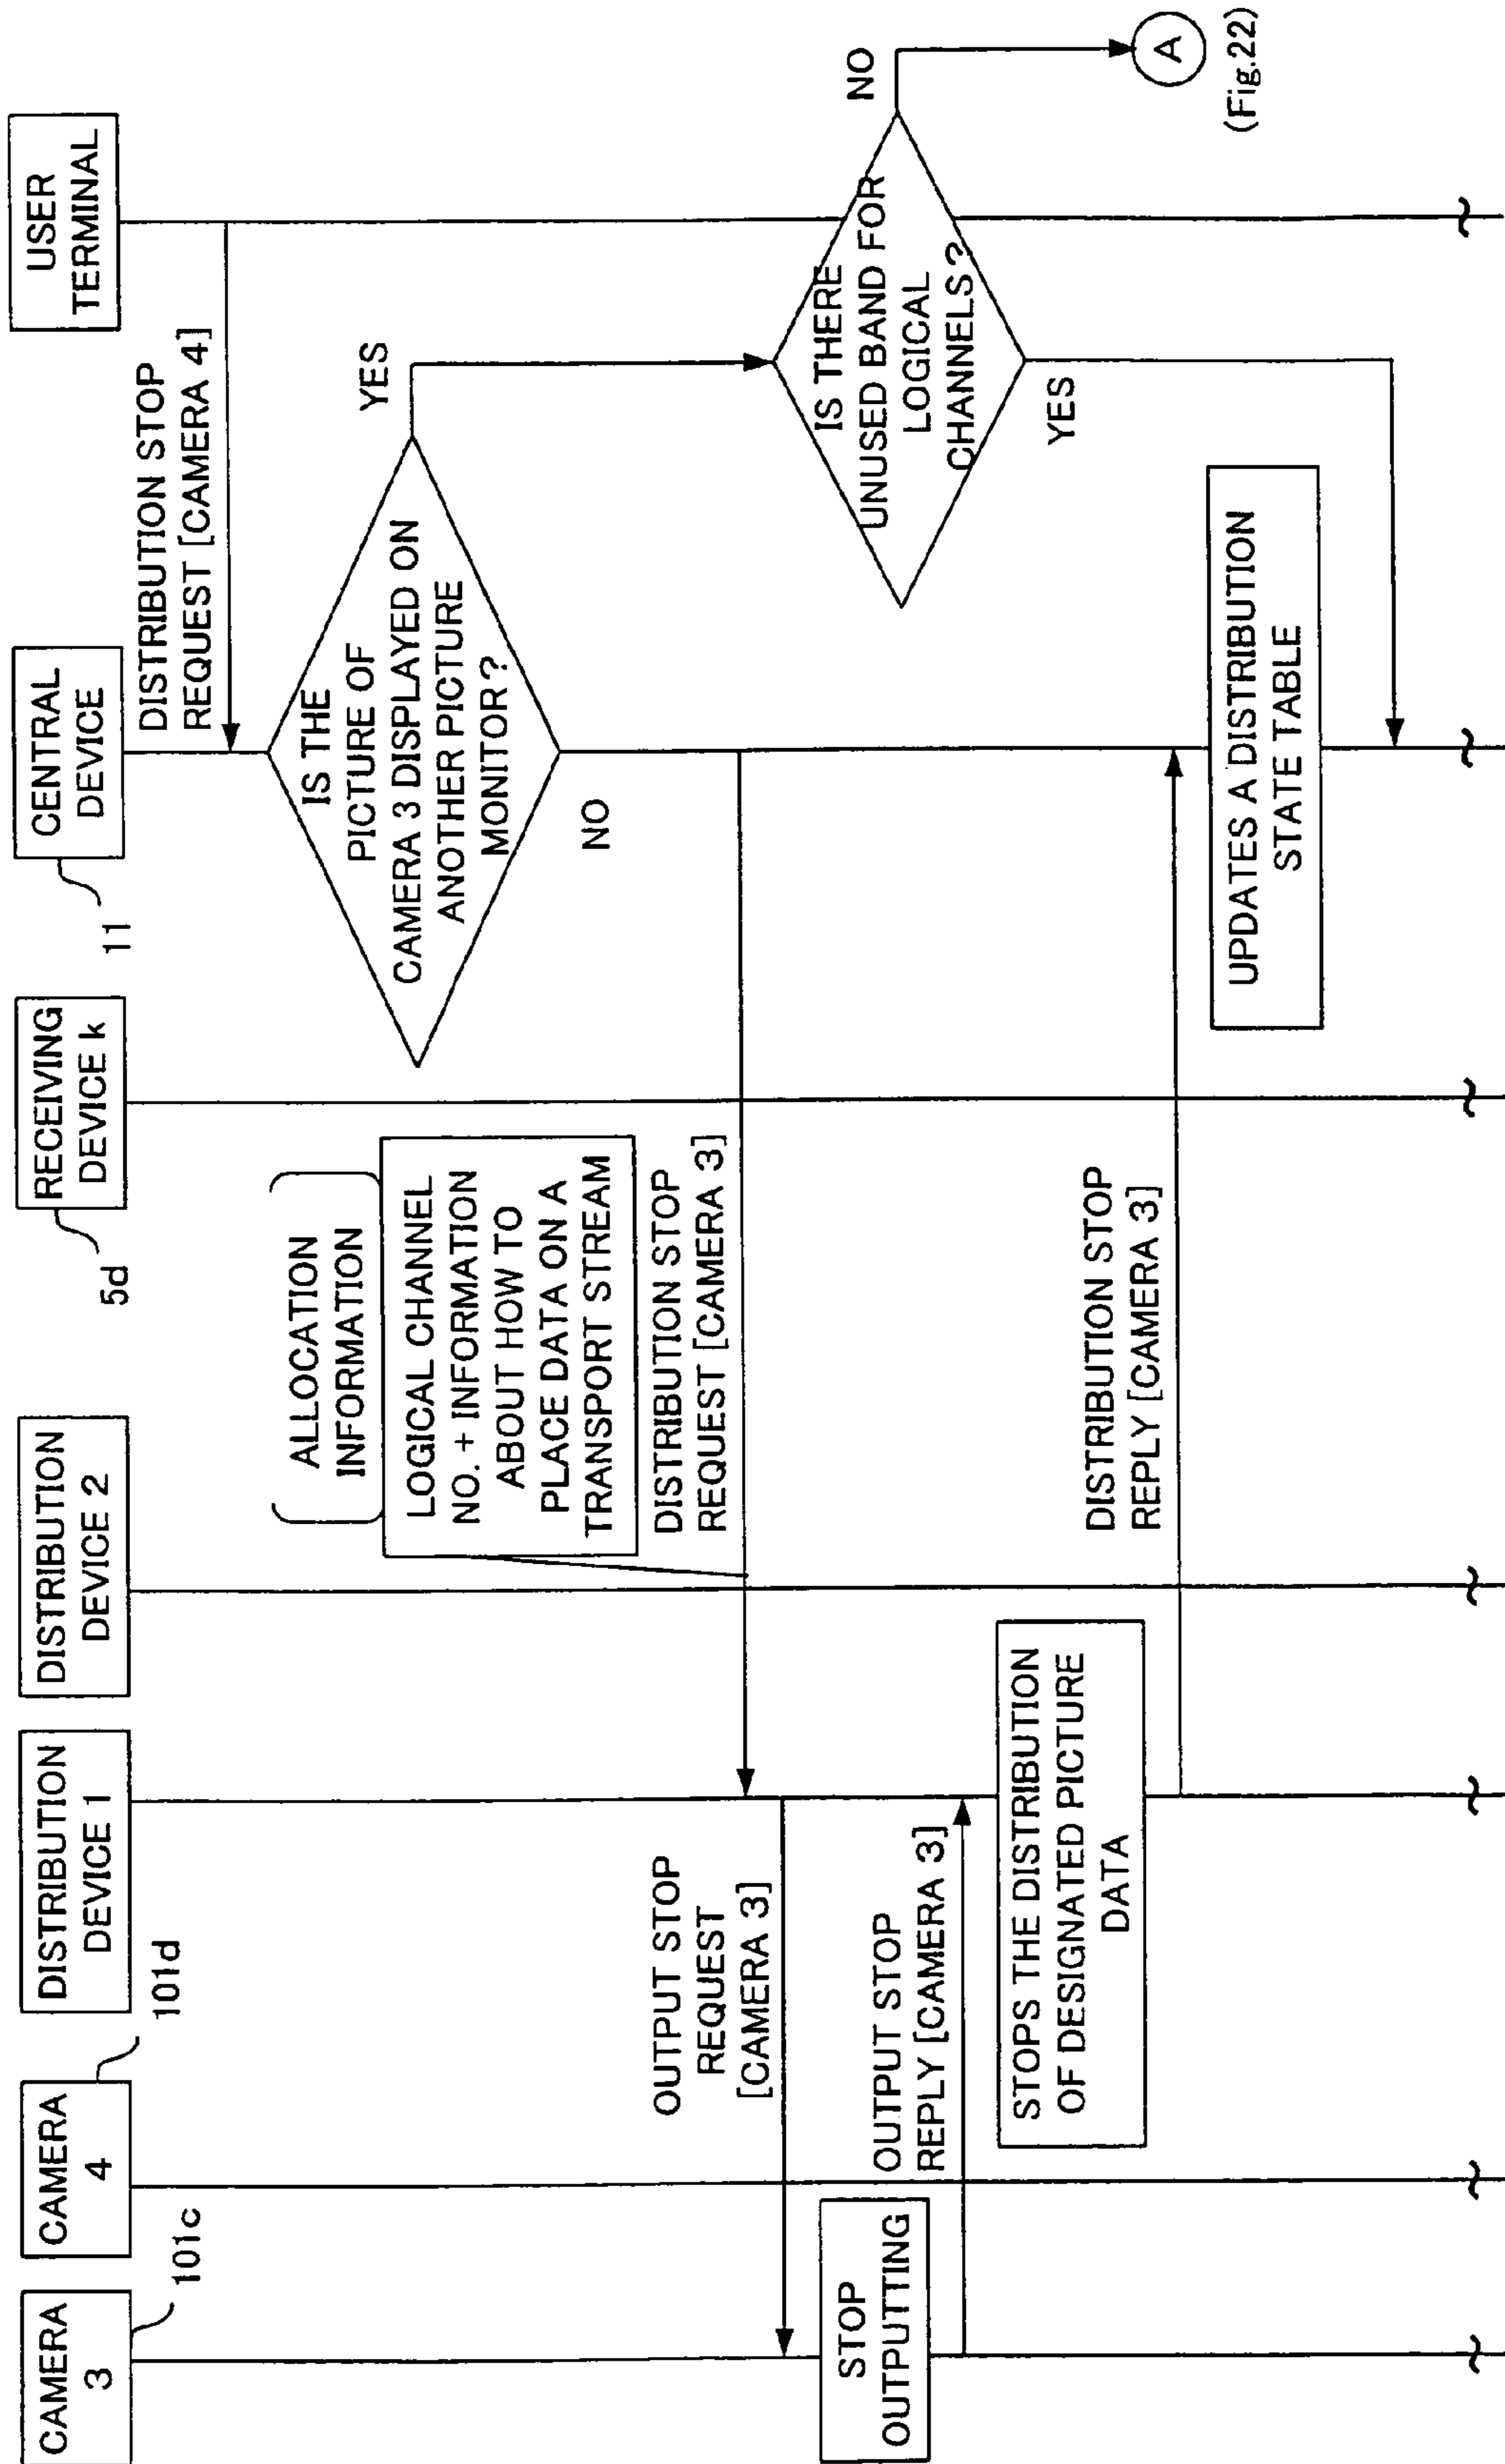 CAMERA
3
101c
CAMERA
4
101d
DISTRIBUTION
DEVICE 1
DISTRIBUTION
DEVICE 2
RECEIVING
DEVICE k
5d
CENTRAL
DEVICE
11
USER
TERMINAL
DISTRIBUTION STOP
REQUEST [CAMERA 4]
IS THE
PICTURE OF
CAMERA 3 DISPLAYED ON
ANOTHER PICTURE
MONITOR?
YES
NO
ALLOCATION
INFORMATION
LOGICAL CHANNEL
NO. + INFORMATION
ABOUT HOW TO
PLACE DATA ON A
TRANSPORT STREAM
DISTRIBUTION STOP
REQUEST [CAMERA 3]
OUTPUT STOP
REQUEST
[CAMERA 3]
STOP
OUTPUTTING
OUTPUT STOP
REPLY [CAMERA 3]
STOPS THE DISTRIBUTION
OF DESIGNATED PICTURE
DATA
DISTRIBUTION STOP
REPLY [CAMERA 3]
IS THERE
UNUSED BAND FOR
LOGICAL
CHANNELS?
NO
YES
A
(Fig.22)
UPDATES A DISTRIBUTION
STATE TABLE